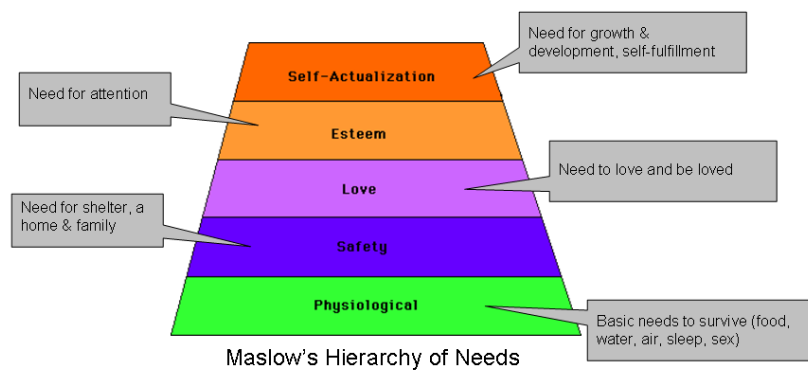 Need for growth &
development, self-fulfillment
Self-Actualization
Need for attention
Esteem
Need to love and be loved
Love
Need for shelter, a
home & family
Safety
Physiological
Basic needs to survive (food,
water, air, sleep, sex)
Maslow's Hierarchy of Needs